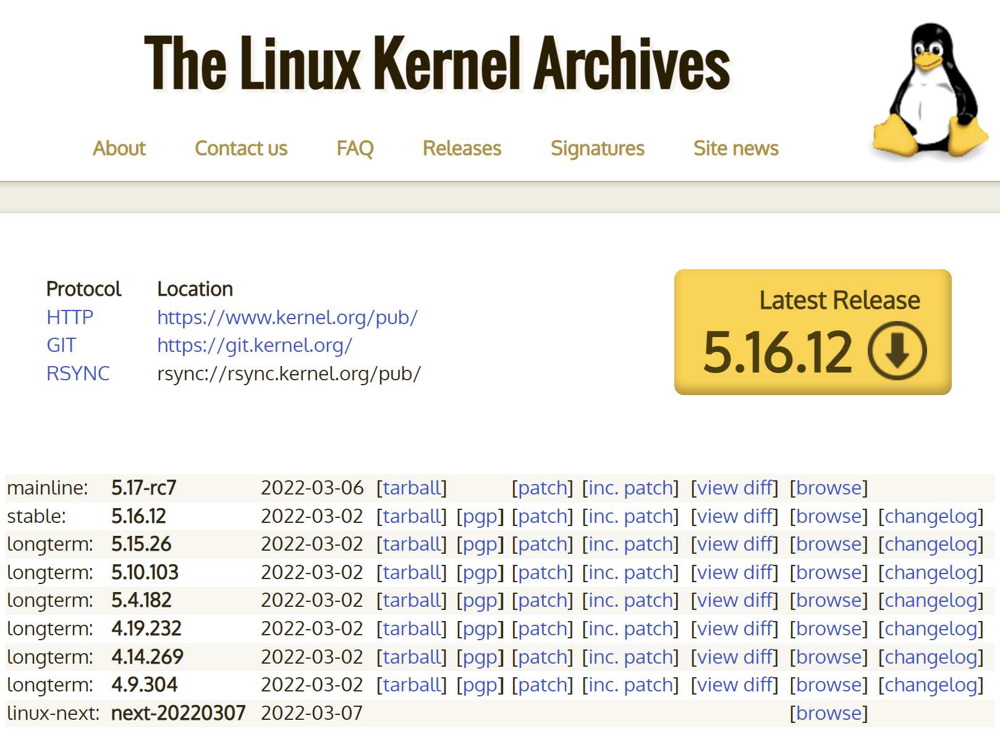 The Linux Kernel Archives
About Contact us FAQ Releases Signatures Site news
Protocol Location
HTTP https://www.kernel.org/pub/
GIT https://git.kernel.org/
RSYNC rsync://rsync.kernel.org/pub/
Latest Release
5.16.12
mainline: 5.17-rc7 2022-03-06 [tarball] [patch] [inc. patch] [view diff] [browse]
stable: 5.16.12 2022-03-02 [tarball] [pgp] [patch] [inc. patch] [view diff] [browse] [changelog]
longterm: 5.15.26 2022-03-02 [tarball] [pgp] [patch] [inc. patch] [view diff] [browse] [changelog]
longterm: 5.10.103 2022-03-02 [tarball] [pgp] [patch] [inc. patch] [view diff] [browse] [changelog]
longterm: 5.4.182 2022-03-02 [tarball] [pgp] [patch] [inc. patch] [view diff] [browse] [changelog]
longterm: 4.19.232 2022-03-02 [tarball] [pgp] [patch] [inc. patch] [view diff] [browse] [changelog]
longterm: 4.14.269 2022-03-02 [tarball] [pgp] [patch] [inc. patch] [view diff] [browse] [changelog]
longterm: 4.9.304 2022-03-02 [tarball] [pgp] [patch] [inc. patch] [view diff] [browse] [changelog]
linux-next: next-20220307 2022-03-07 [browse]